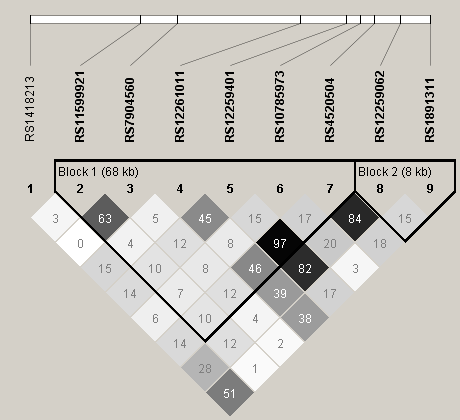 RS1418213
RS11599921
RS7904560
RS12261011
RS12259401
RS10785973
RS4520504
RS12259062
RS1891311
Block 1 (68 kb) Block 2 (8 kb)
1 2 3 4 5 6 7 8 9
3 63 5 45 15 17 84 15
0 4 12 8 97 20 18
15 10 8 46 82 3
14 7 12 39 17
6 10 4 38
14 12 2
28 1
51